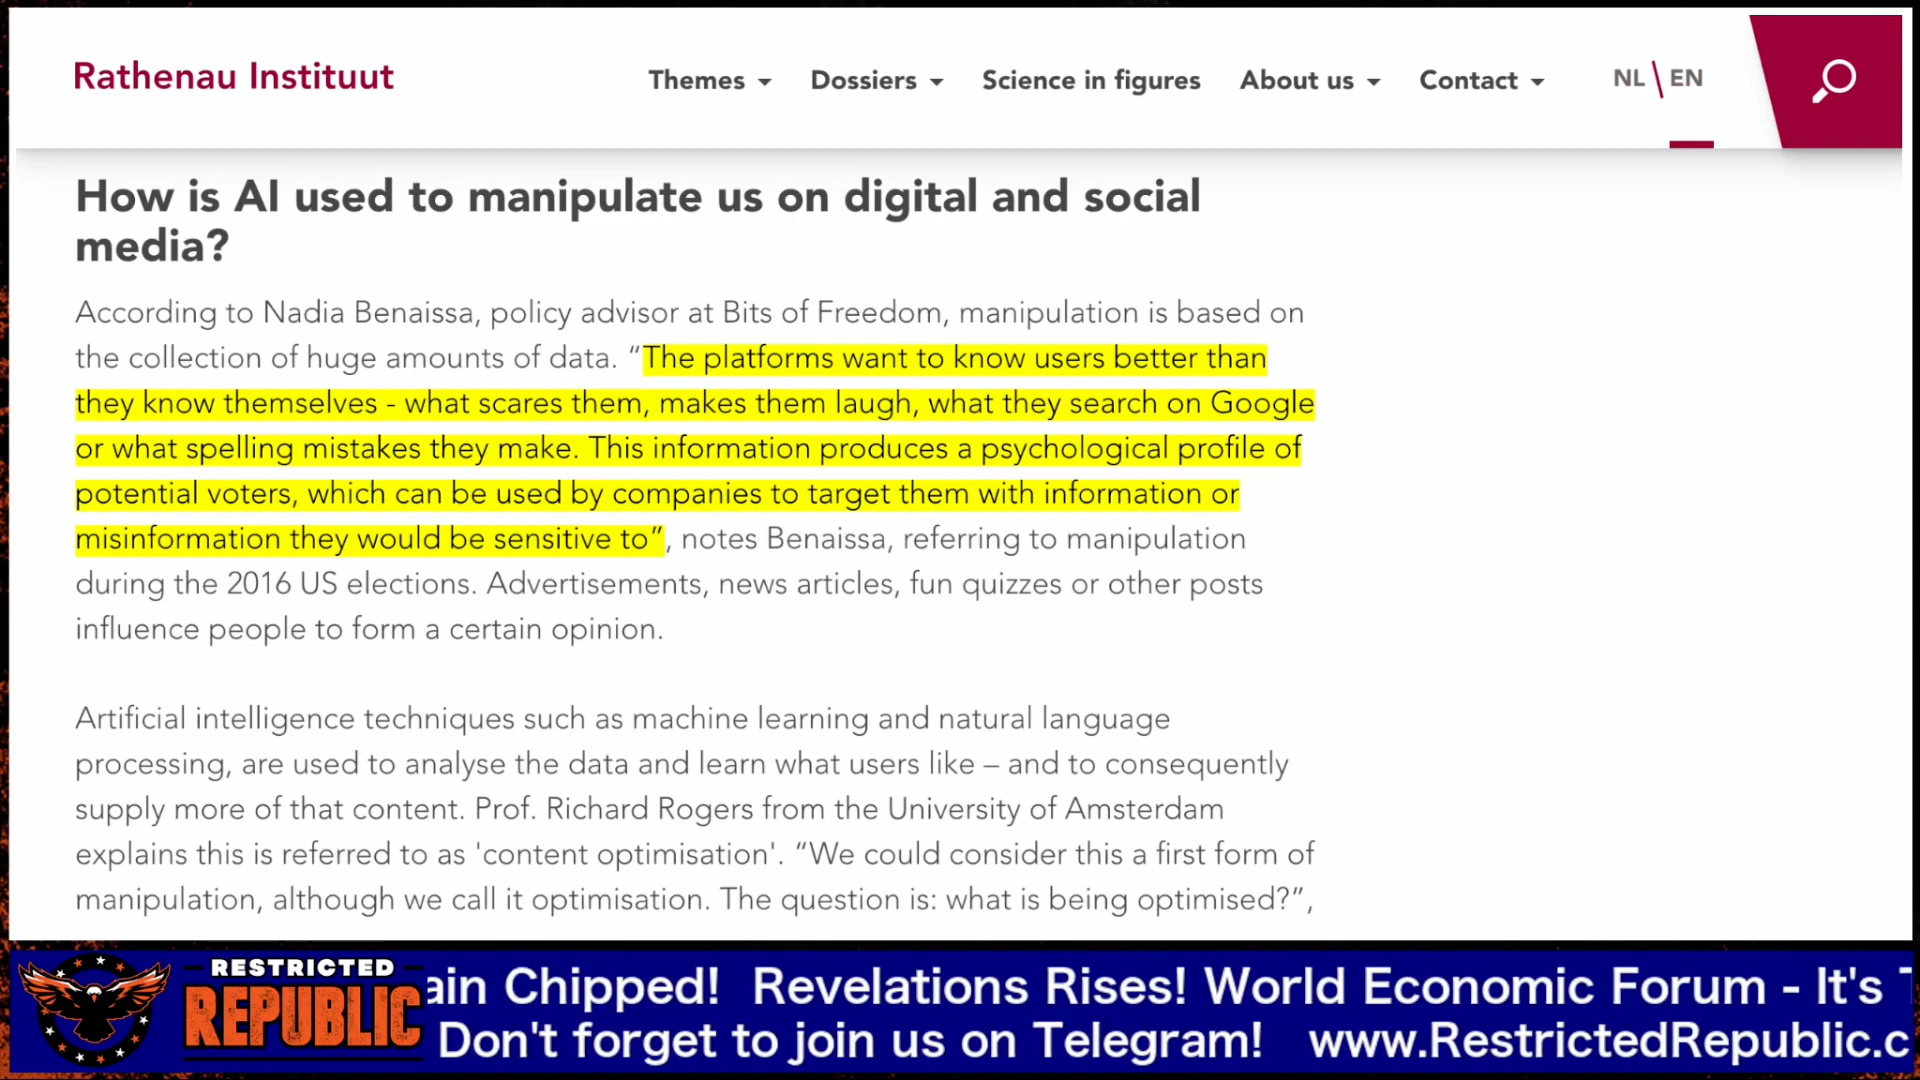 Rathenau Instituut
Themes Dossiers Science in figures About us Contact NL EN
How is AI used to manipulate us on digital and social
media?
According to Nadia Benaissa, policy advisor at Bits of Freedom, manipulation is based on
the collection of huge amounts of data. “The platforms want to know users better than
they know themselves - what scares them, makes them laugh, what they search on Google
or what spelling mistakes they make. This information produces a psychological profile of
potential voters, which can be used by companies to target them with information or
misinformation they would be sensitive to”, notes Benaissa, referring to manipulation
during the 2016 US elections. Advertisements, news articles, fun quizzes or other posts
influence people to form a certain opinion.
Artificial intelligence techniques such as machine learning and natural language
processing, are used to analyse the data and learn what users like – and to consequently
supply more of that content. Prof. Richard Rogers from the University of Amsterdam
explains this is referred to as 'content optimisation'. “We could consider this a first form of
manipulation, although we call it optimisation. The question is: what is being optimised?”,
RESTRICTED
REPUBLIC
ain Chipped! Revelations Rises! World Economic Forum - It's
Don't forget to join us on Telegram! www.RestrictedRepublic.c